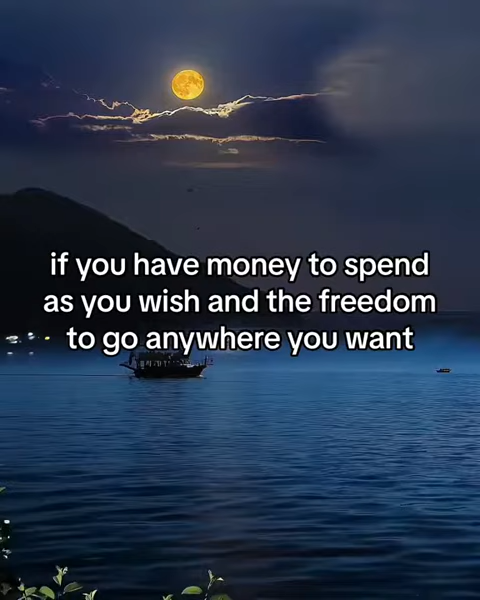 if you have money to spend
as you wish and the freedom
to go anywhere you want